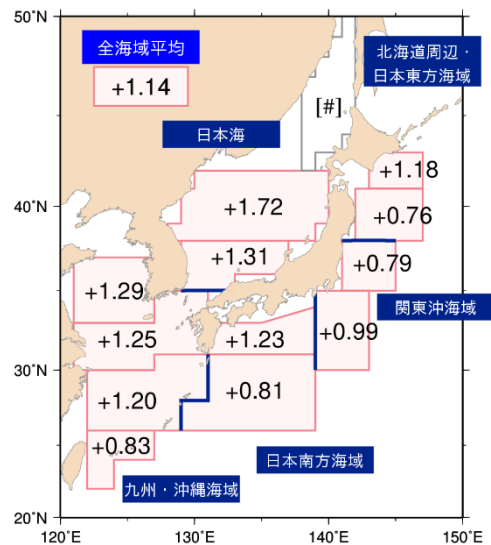 50°N
全海域平均
+1.14
北海道周辺・
日本東方海域
[#]
日本海
+1.18
+1.72
40°N
+0.76
+1.31
+0.79
+1.29
関東沖海域
+1.25
+1.23
+0.99
30°N
+1.20
+0.81
+0.83
日本南方海域
九州・沖縄海域
20°N
120°E
130°E
140°E
150°E